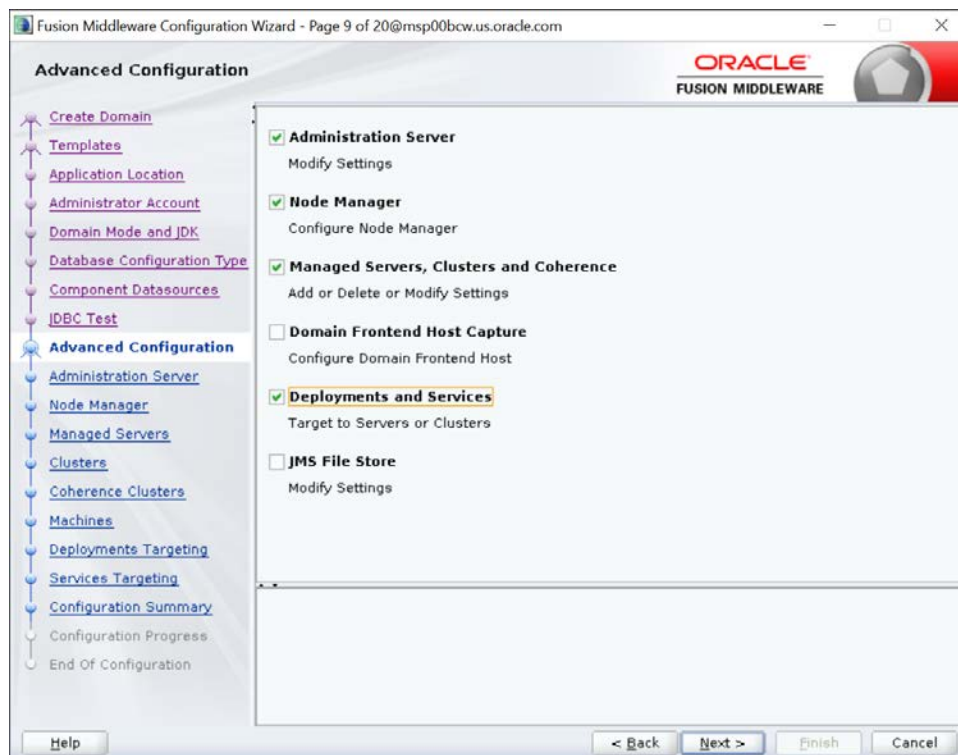 Fusion Middleware Configuration Wizard - Page 9 of 20@msp00bcw.us.oracle.com
Advanced Configuration
ORACLE
FUSION MIDDLEWARE
Create Domain
Templates
Application Location
Administrator Account
Domain Mode and JDK
Database Configuration Type
Component Datasources
JDBC Test
Advanced Configuration
Administration Server
Node Manager
Managed Servers
Clusters
Coherence Clusters
Machines
Deployments Targeting
Services Targeting
Configuration Summary
Configuration Progress
End Of Configuration
Administration Server
Modify Settings
Node Manager
Configure Node Manager
Managed Servers, Clusters and Coherence
Add or Delete or Modify Settings
Domain Frontend Host Capture
Configure Domain Frontend Host
Deployments and Services
Target to Servers or Clusters
JMS File Store
Modify Settings
Help
< Back
Next >
Finish
Cancel